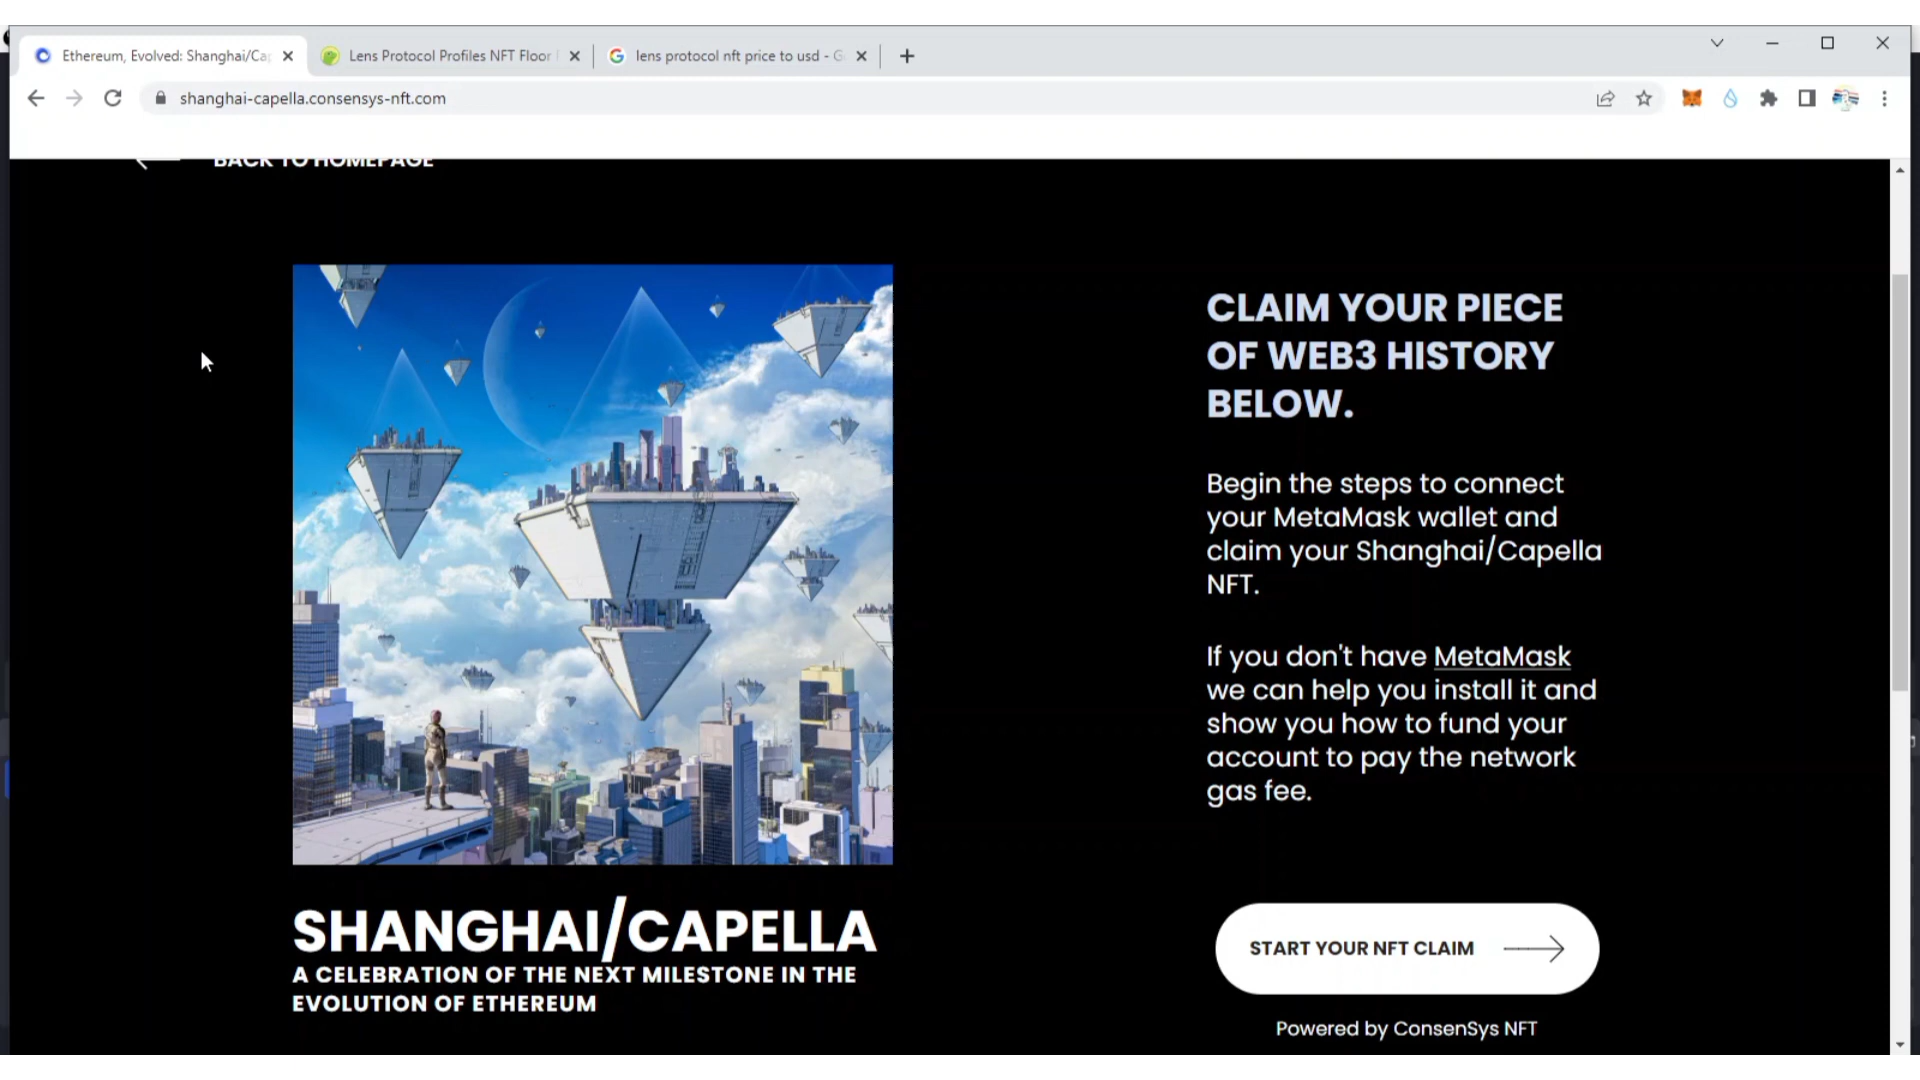 Ethereum, Evolved: Shanghai/Ca
Lens Protocol Profiles NFT Floor
lens protocol nft price to usd - G
shanghai-capella.consensys-nft.com
BACK TO HOMEPAGE
CLAIM YOUR PIECE
OF WEB3 HISTORY
BELOW.
Begin the steps to connect
your MetaMask wallet and
claim your Shanghai/Capella
NFT.
If you don't have MetaMask
we can help you install it and
show you how to fund your
account to pay the network
gas fee.
SHANGHAI/CAPELLA
A CELEBRATION OF THE NEXT MILESTONE IN THE
EVOLUTION OF ETHEREUM
START YOUR NFT CLAIM
Powered by ConsenSys NFT